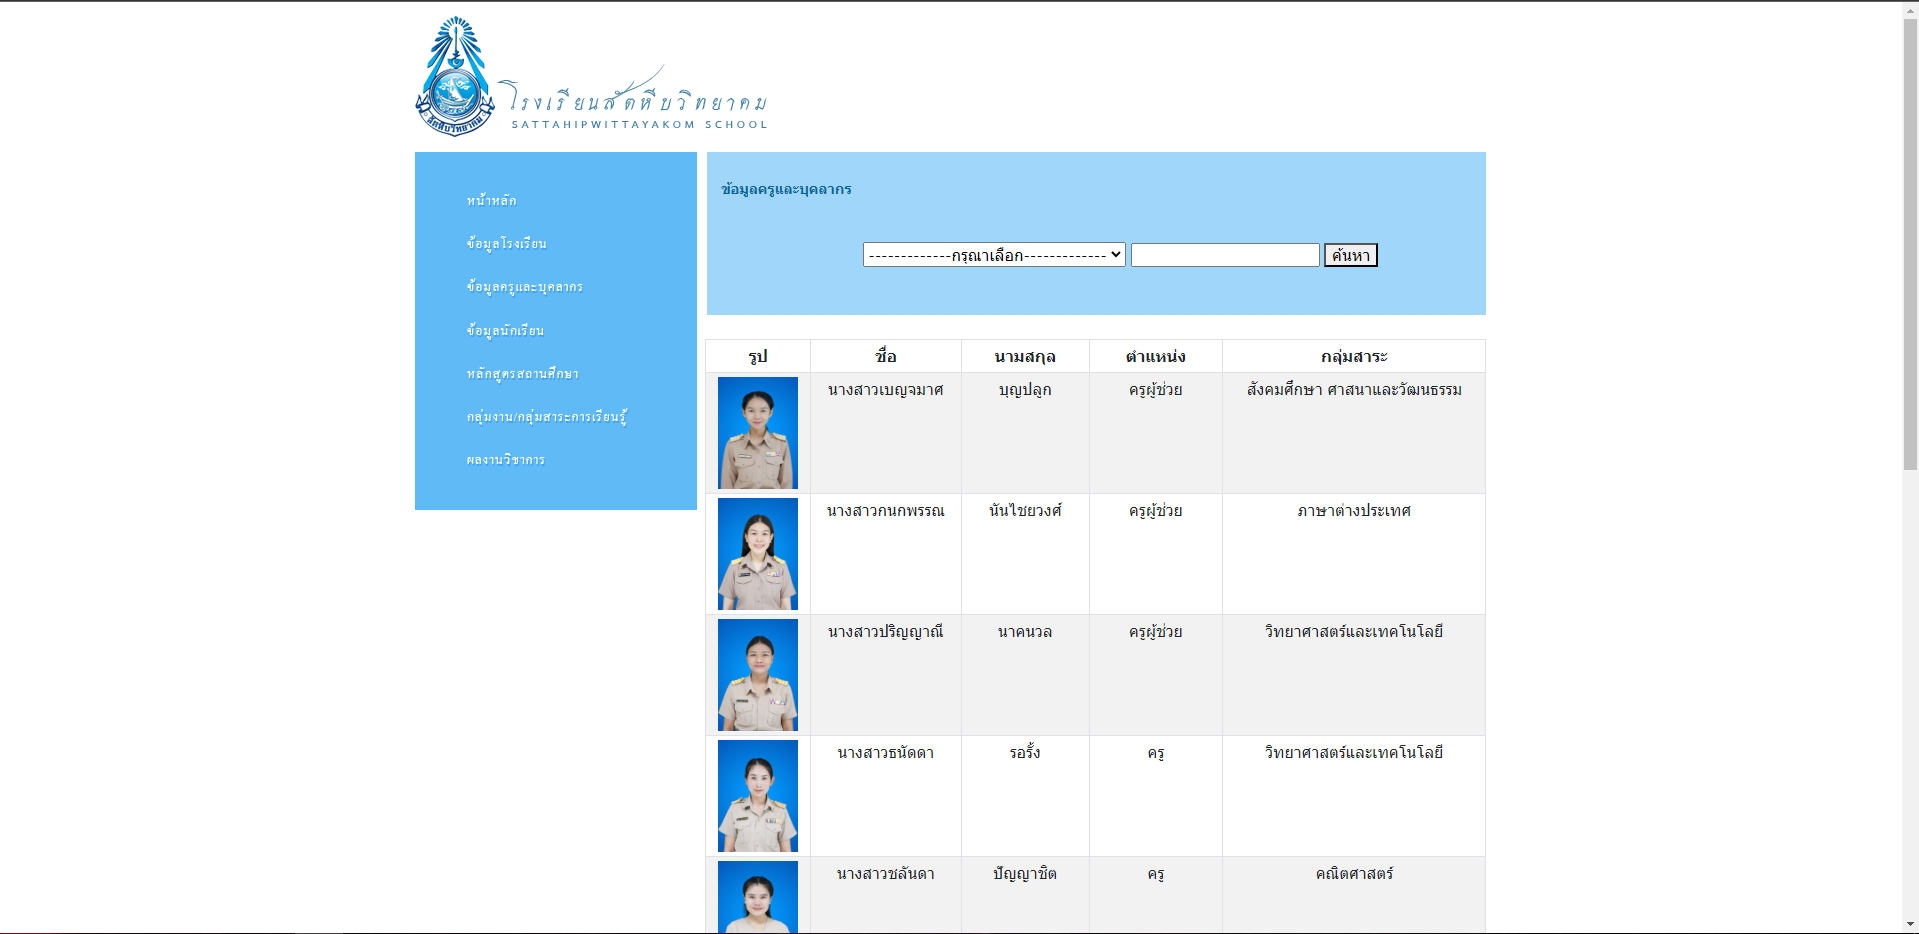 โรงเรียนสัตหีบวิทยาคม
SATTAHIPWITTAYAKOM SCHOOL
สัตหีบวิทยาคม
หน้าหลัก
ข้อมูลโรงเรียน
ข้อมูลครูและบุคลากร
ข้อมูลนักเรียน
หลักสูตรสถานศึกษา
กลุ่มงาน/กลุ่มสาระการเรียนรู้
ผลงานวิชาการ
ข้อมูลครูและบุคลากร
-------------กรุณาเลือก------------- ค้นหา
รูป ชื่อ นามสกุล ตำแหน่ง กลุ่มสาระ
นางสาวเบญจมาศ บุญปลูก ครูผู้ช่วย สังคมศึกษา ศาสนาและวัฒนธรรม
นางสาวกนกพรรณ นันไชยวงศ์ ครูผู้ช่วย ภาษาต่างประเทศ
นางสาวปริญญาณี นาคนวล ครูผู้ช่วย วิทยาศาสตร์และเทคโนโลยี
นางสาวธนัดดา รอรั้ง ครู วิทยาศาสตร์และเทคโนโลยี
นางสาวชลันดา ปัญญาชิต ครู คณิตศาสตร์